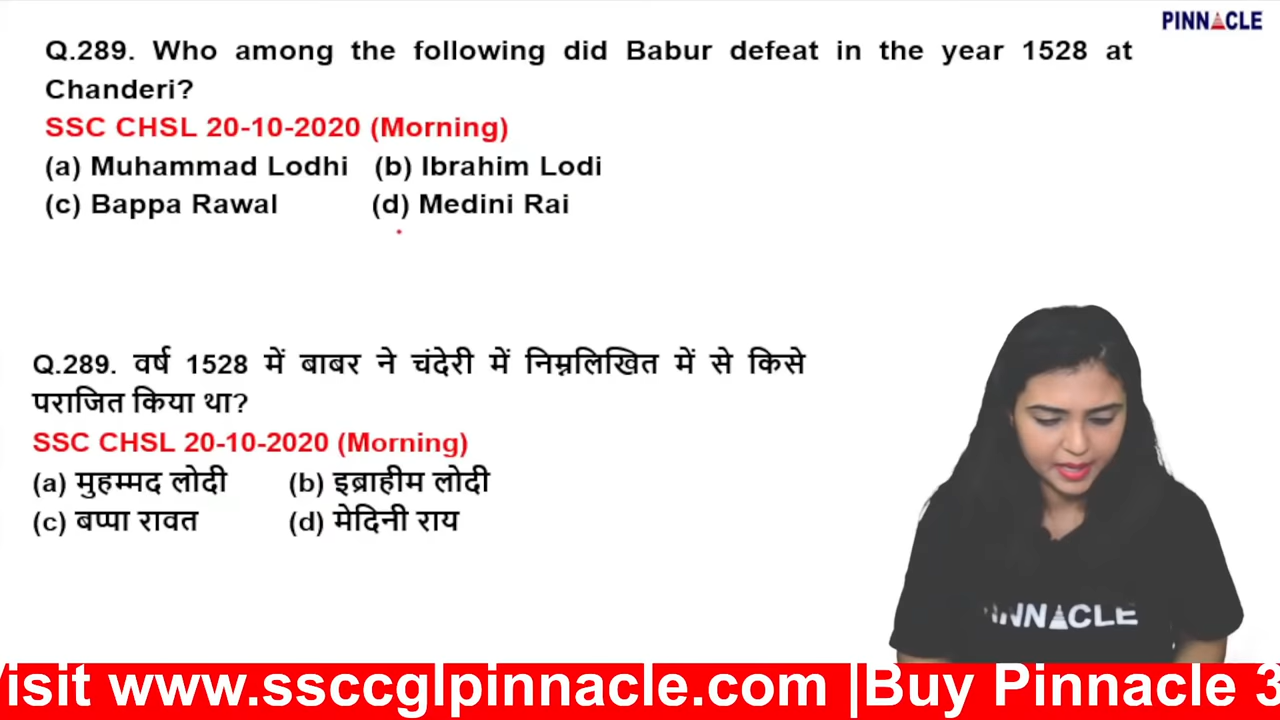 PINNACLE
Q.289. Who among the following did Babur defeat in the year 1528 at
Chanderi?
SSC CHSL 20-10-2020 (Morning)
(a) Muhammad Lodhi (b) Ibrahim Lodi
(c) Bappa Rawal (d) Medini Rai
Q.289. वर्ष 1528 में बाबर ने चंदेरी में निम्नलिखित में से किसे
पराजित किया था?
SSC CHSL 20-10-2020 (Morning)
(a) मुहम्मद लोदी (b) इब्राहीम लोदी
(c) बप्पा रावत (d) मेदिनी राय
PINNACLE
isit www.ssccglpinnacle.com |Buy Pinnacle